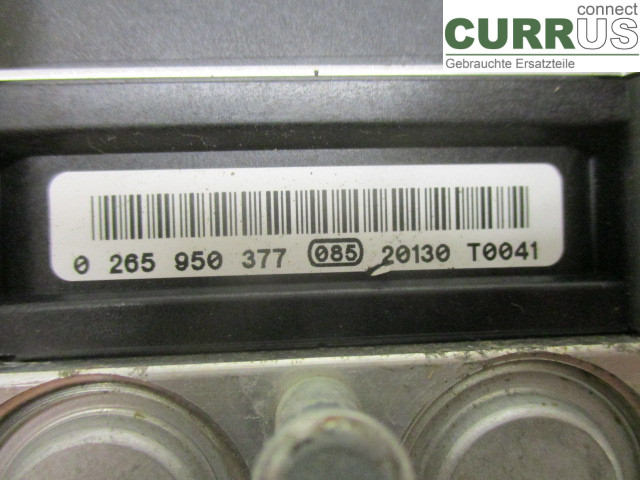 connect
CURRUS
Gebrauchte Ersatzteile
0 265 950 377 085 20130 T0041